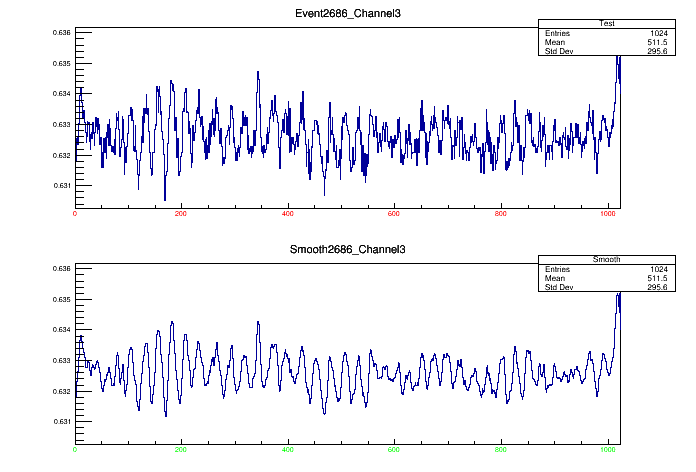 Event2686_Channel3
Test
Entries 1024
Mean 511.5
Std Dev 295.6
0.636
0.635
0.634
0.633
0.632
0.631
0 200 400 600 800 1000
Smooth2686_Channel3
Smooth
Entries 1024
Mean 511.5
Std Dev 295.6
0.636
0.635
0.634
0.633
0.632
0.631
0 200 400 600 800 1000